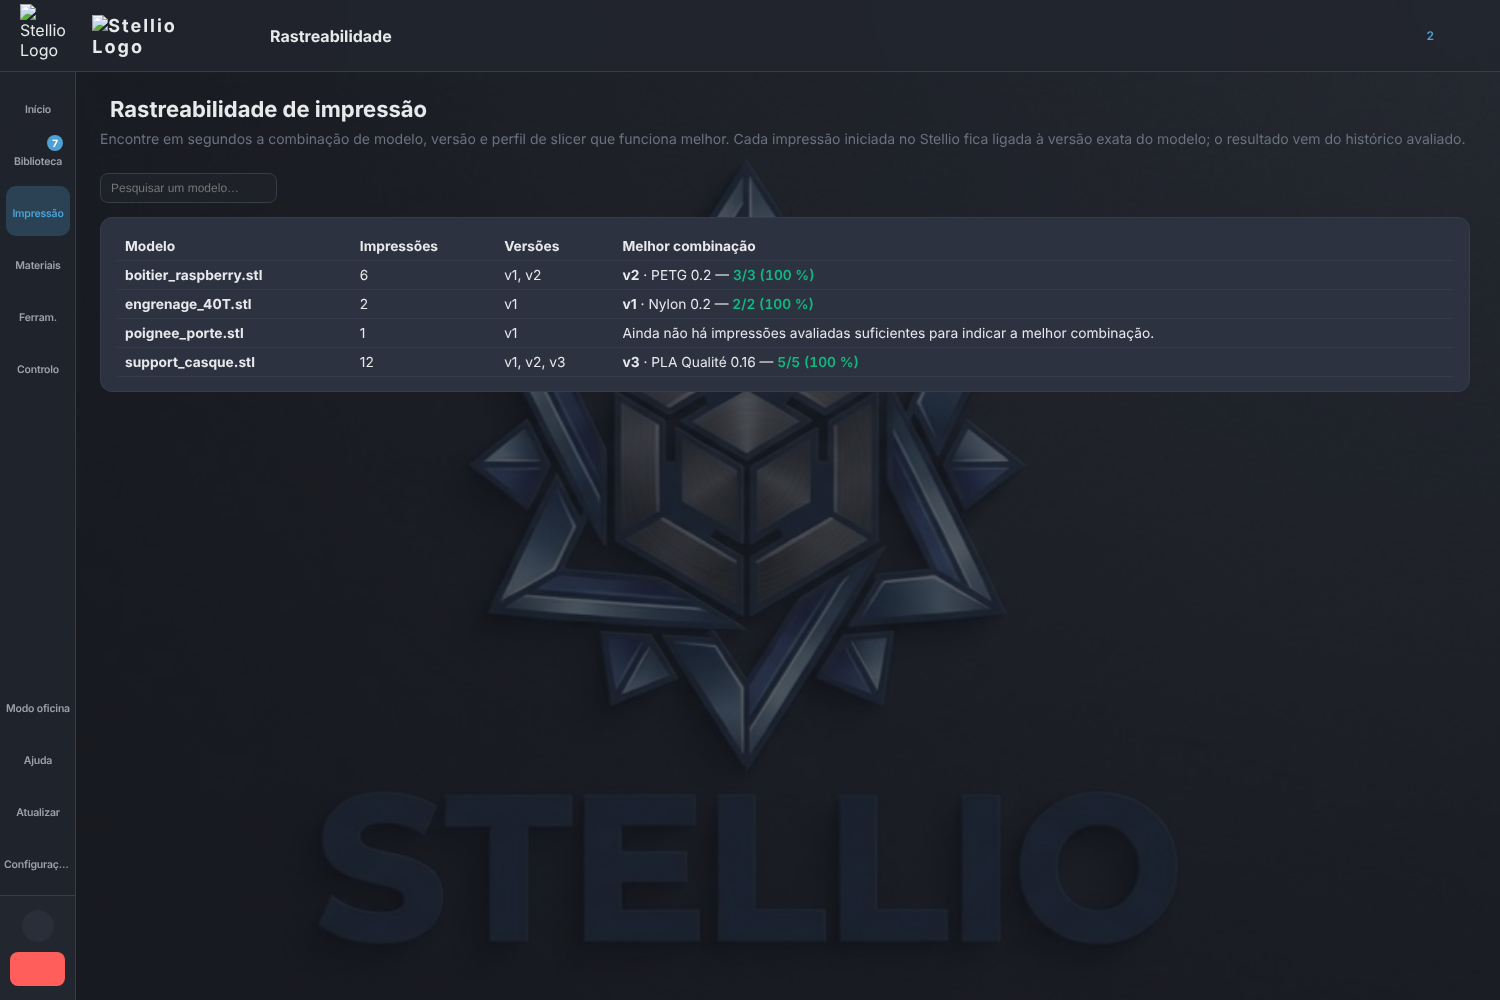 Stellio Logo
Stellio Logo
Rastreabilidade
2
Início
7
Biblioteca
Impressão
Materiais
Ferram.
Controlo
Modo oficina
Ajuda
Atualizar
Configuraç...
Rastreabilidade de impressão
Encontre em segundos a combinação de modelo, versão e perfil de slicer que funciona melhor. Cada impressão iniciada no Stellio fica ligada à versão exata do modelo; o resultado vem do histórico avaliado.
Pesquisar um modelo...
Modelo Impressões Versões Melhor combinação
boitier_raspberry.stl 6 v1, v2 v2 · PETG 0.2 — 3/3 (100 %)
engrenage_40T.stl 2 v1 v1 · Nylon 0.2 — 2/2 (100 %)
poignee_porte.stl 1 v1 Ainda não há impressões avaliadas suficientes para indicar a melhor combinação.
support_casque.stl 12 v1, v2, v3 v3 · PLA Qualité 0.16 — 5/5 (100 %)
STELLIO